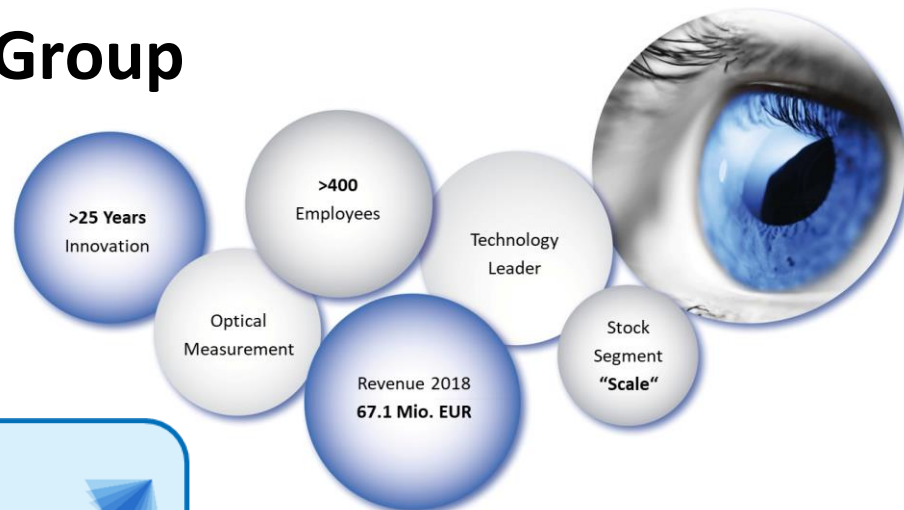 Group
>25 Years
Innovation
>400
Employees
Technology
Leader
Optical
Measurement
Revenue 2018
67.1 Mio. EUR
Stock
Segment
“Scale“